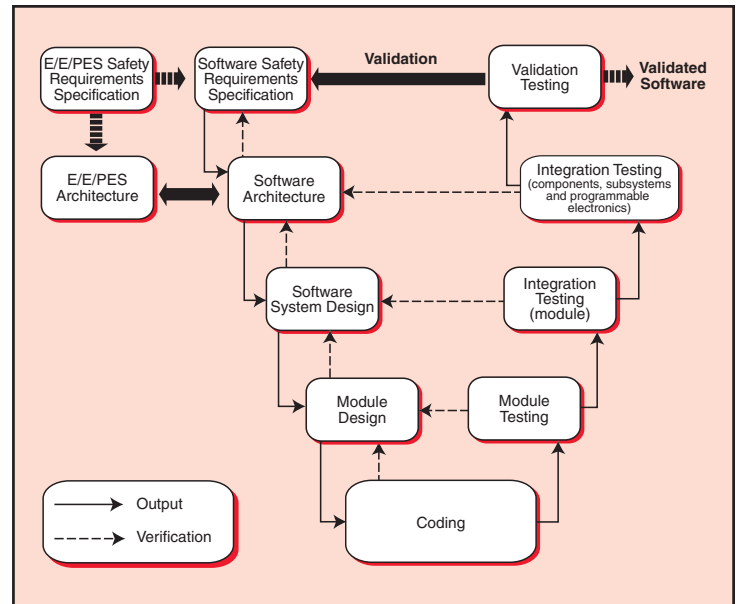 E/E/PES Safety
Requirements
Specification
Software Safety
Requirements
Specification
Validation
Validation
Testing
Validated
Software
E/E/PES
Architecture
Software
Architecture
Integration Testing
(components, subsystems
and programmable
electronics)
Software
System Design
Integration
Testing
(module)
Module
Design
Module
Testing
Coding
Output
Verification